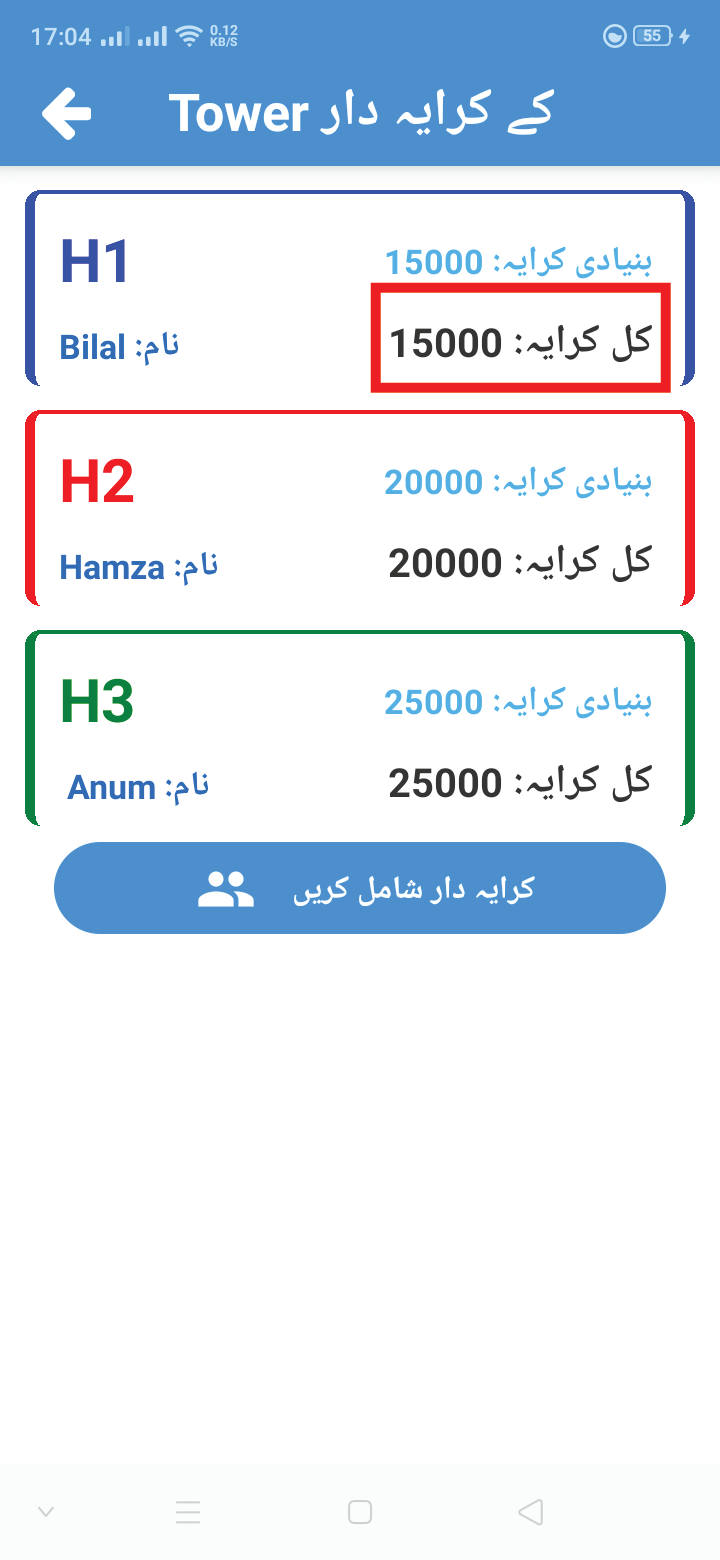 17:04 0.12 KB/S 55
Tower کے کرایہ دار
H1
بنیادی کرایہ: 15000
نام: Bilal
کل کرایہ: 15000
H2
بنیادی کرایہ: 20000
نام: Hamza
کل کرایہ: 20000
H3
بنیادی کرایہ: 25000
نام: Anum
کل کرایہ: 25000
کرایہ دار شامل کریں